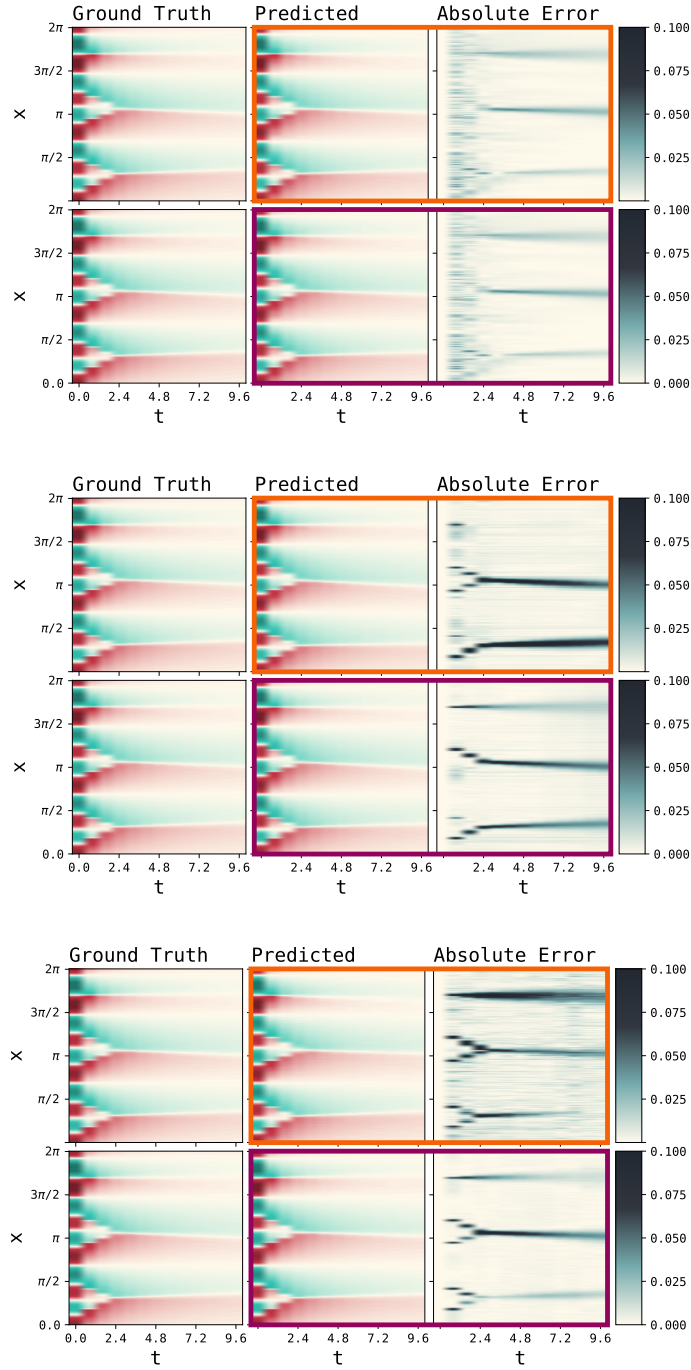 Ground Truth Predicted Absolute Error
2π 0.100
3π/2 0.075
x π 0.050
π/2 0.025
2π 0.100
3π/2 0.075
x π 0.050
π/2 0.025
0.0 0.000
0.0 2.4 4.8 7.2 9.6 2.4 4.8 7.2 9.6 2.4 4.8 7.2 9.6
t t t
Ground Truth Predicted Absolute Error
2π 0.100
3π/2 0.075
x π 0.050
π/2 0.025
2π 0.100
3π/2 0.075
x π 0.050
π/2 0.025
0.0 0.000
0.0 2.4 4.8 7.2 9.6 2.4 4.8 7.2 9.6 2.4 4.8 7.2 9.6
t t t
Ground Truth Predicted Absolute Error
2π 0.100
3π/2 0.075
x π 0.050
π/2 0.025
2π 0.100
3π/2 0.075
x π 0.050
π/2 0.025
0.0 0.000
0.0 2.4 4.8 7.2 9.6 2.4 4.8 7.2 9.6 2.4 4.8 7.2 9.6
t t t